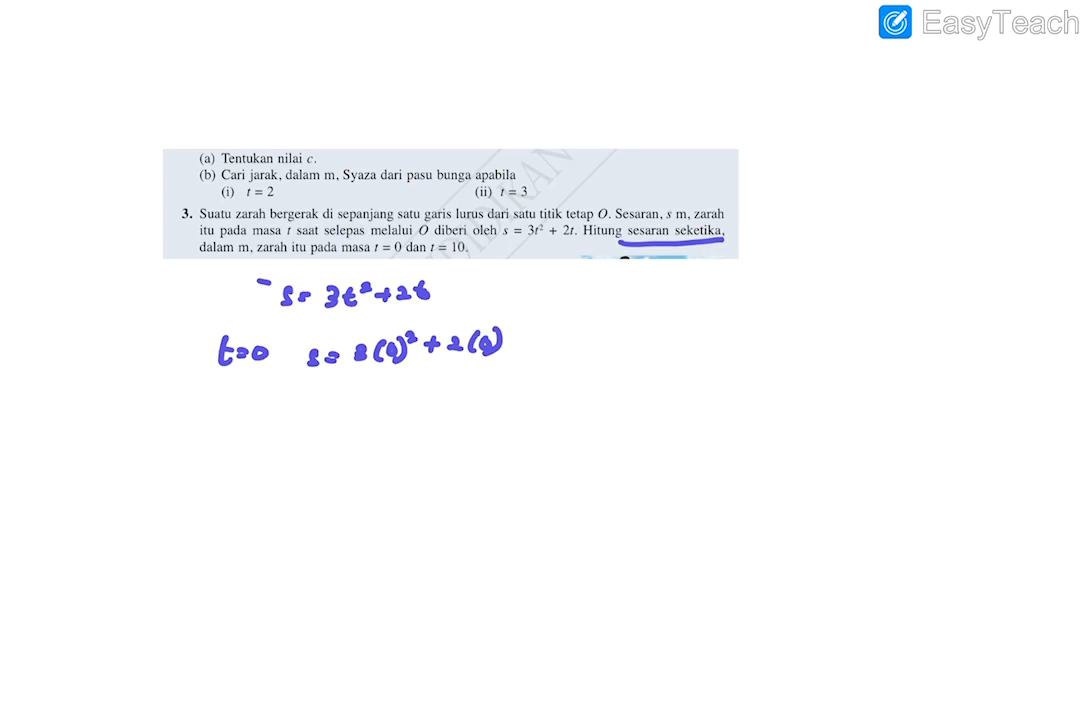 EasyTeach
(a) Tentukan nilai c.
(b) Cari jarak, dalam m, Syaza dari pasu bunga apabila
(i) t = 2 (ii) t = 3
3. Suatu zarah bergerak di sepanjang satu garis lurus dari satu titik tetap O. Sesaran, s m, zarah
itu pada masa t saat selepas melalui O diberi oleh s = 3t² + 2t. Hitung sesaran seketika,
dalam m, zarah itu pada masa t = 0 dan t = 10.
s = 3t² + 2t
t=0 s = 3(0)² + 2(0)